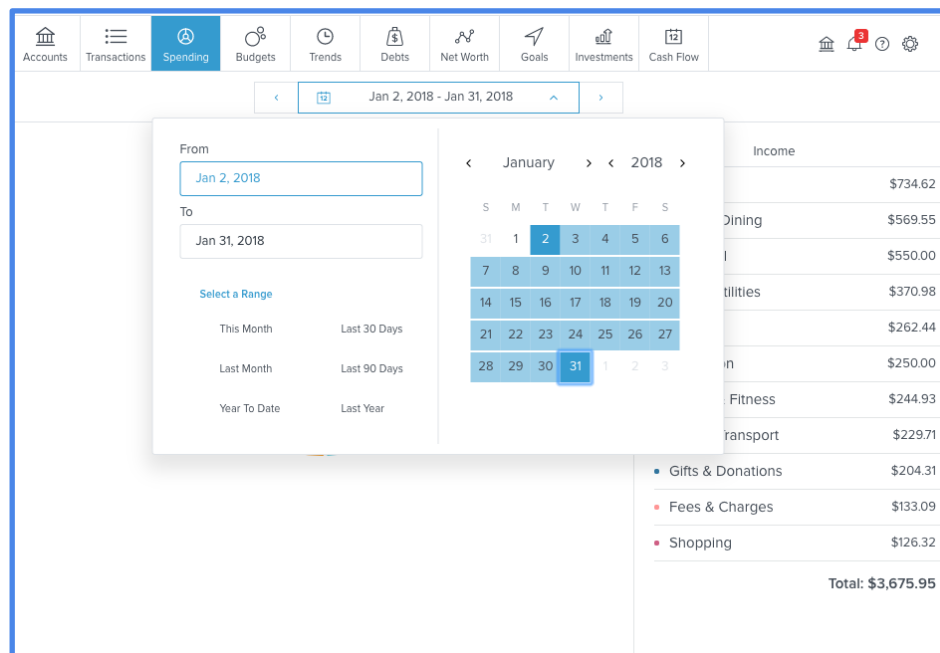 Accounts
Transactions
Spending
Budgets
Trends
Debts
Net Worth
Goals
Investments
12
Cash Flow
3
?
$
‹ 12 Jan 2, 2018 - Jan 31, 2018 ›
From
Jan 2, 2018
To
Jan 31, 2018
Select a Range
This Month Last 30 Days
Last Month Last 90 Days
Year To Date Last Year
‹ January › ‹ 2018 ›
S M T W T F S
31 1 2 3 4 5 6
7 8 9 10 11 12 13
14 15 16 17 18 19 20
21 22 23 24 25 26 27
28 29 30 31 1 2 3
Income
$734.62
Dining $569.55
$550.00
$370.98
$262.44
$250.00
Fitness $244.93
$229.71
Gifts & Donations $204.31
Fees & Charges $133.09
Shopping $126.32
Total: $3,675.95